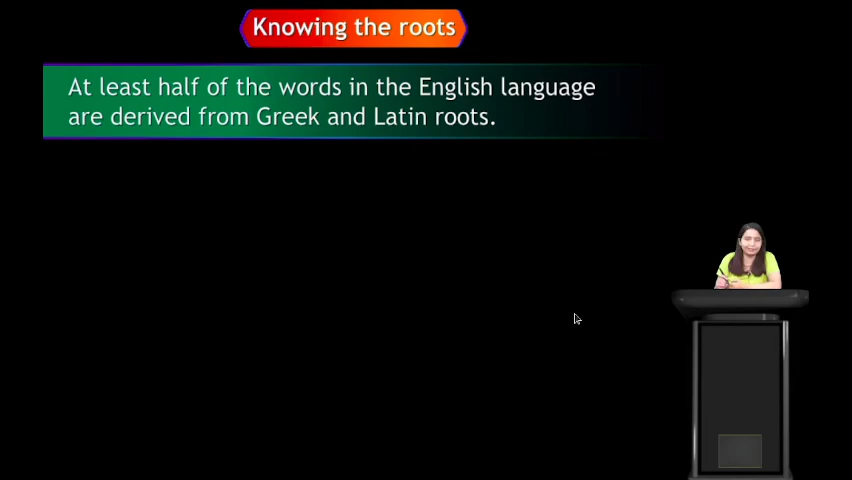 Knowing the roots
At least half of the words in the English language
are derived from Greek and Latin roots.